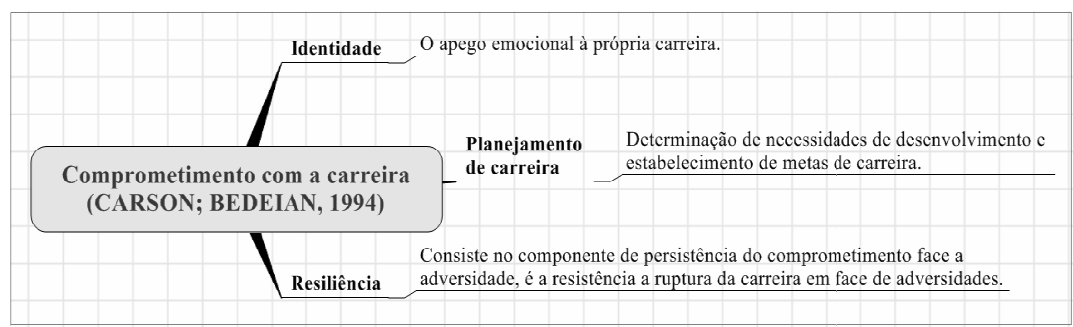 Identidade
O apego emocional à própria carreira.
Planejamento
de carreira
Determinação de necessidades de desenvolvimento e
estabelecimento de metas de carreira.
Comprometimento com a carreira
(CARSON; BEDEIAN, 1994)
Resiliência
Consiste no componente de persistência do comprometimento face a
adversidade, é a resistência a ruptura da carreira em face de adversidades.